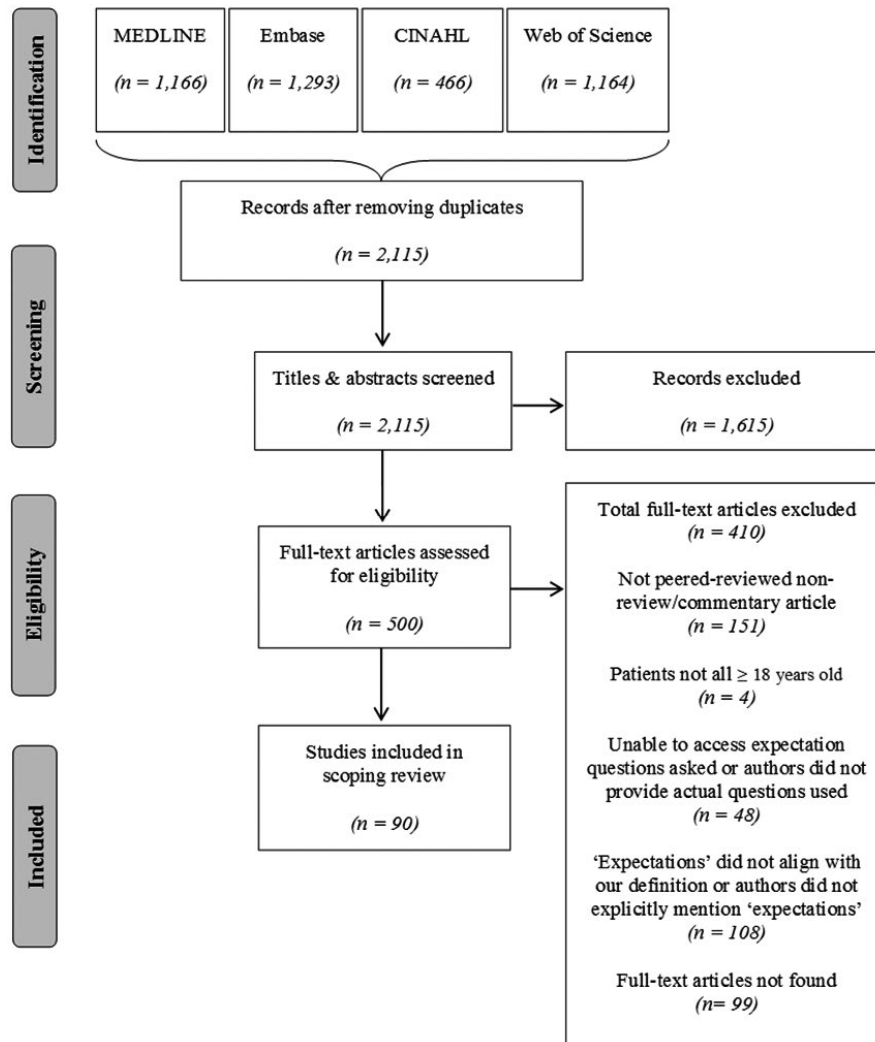 Identification
MEDLINE
(n = 1,166)
Embase
(n = 1,293)
CINAHL
(n = 466)
Web of Science
(n = 1,164)
Records after removing duplicates
(n = 2,115)
Screening
Titles & abstracts screened
(n = 2,115)
Records excluded
(n = 1,615)
Eligibility
Full-text articles assessed
for eligibility
(n = 500)
Total full-text articles excluded
(n = 410)
Not peered-reviewed non-
review/commentary article
(n = 151)
Patients not all ≥ 18 years old
(n = 4)
Unable to access expectation
questions asked or authors did not
provide actual questions used
(n = 48)
‘Expectations’ did not align with
our definition or authors did not
explicitly mention ‘expectations’
(n = 108)
Full-text articles not found
(n= 99)
Included
Studies included in
scoping review
(n = 90)